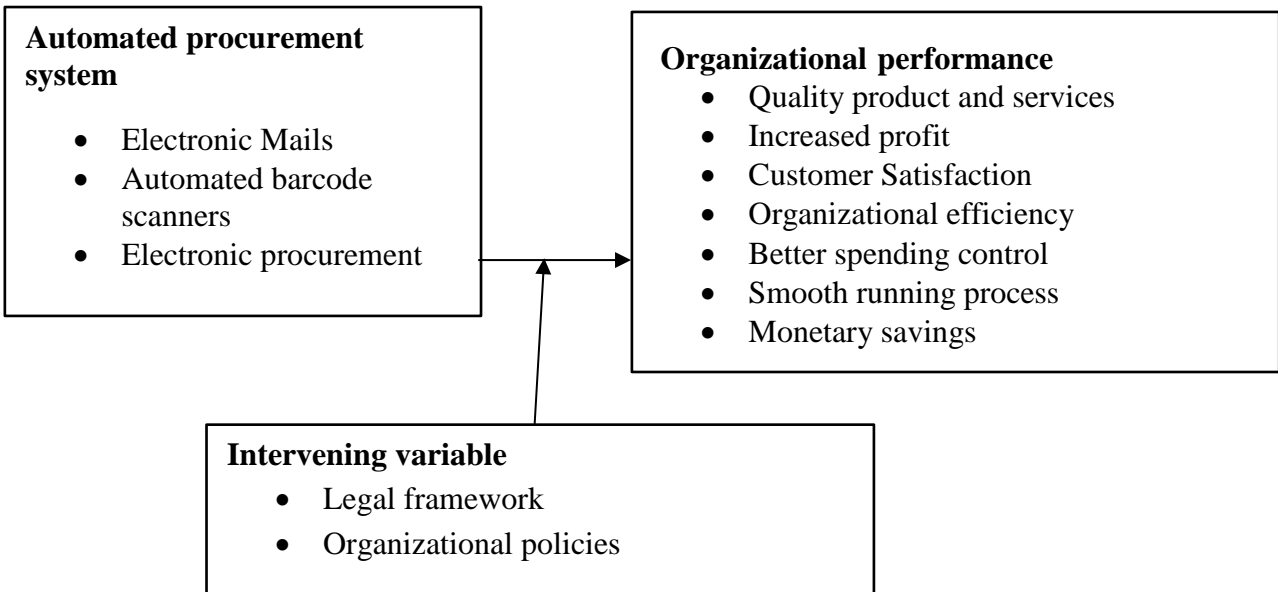 Automated procurement
system
• Electronic Mails
• Automated barcode
scanners
• Electronic procurement
Organizational performance
• Quality product and services
• Increased profit
• Customer Satisfaction
• Organizational efficiency
• Better spending control
• Smooth running process
• Monetary savings
Intervening variable
• Legal framework
• Organizational policies